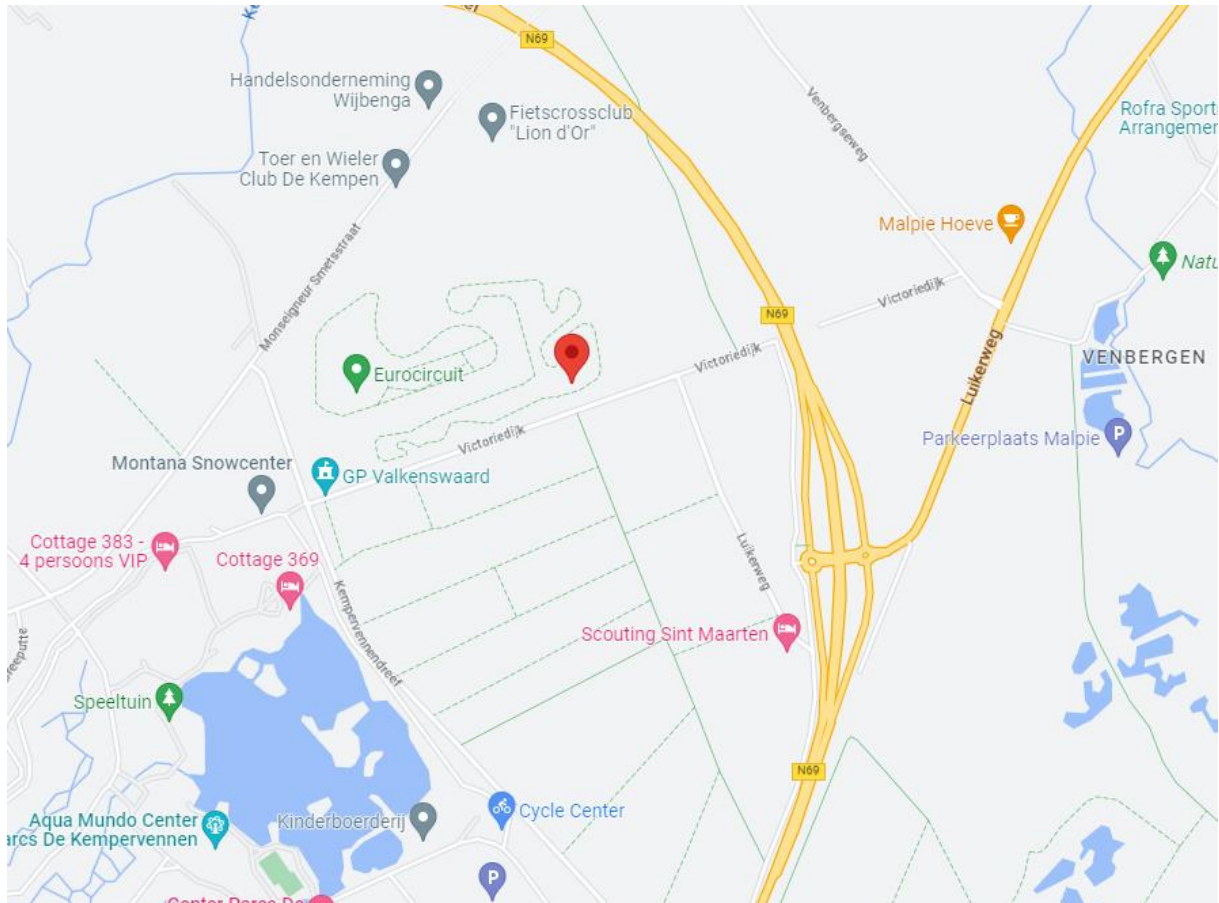 N69
Handelsonderneming
Wijbenga
Fietscrossclub
"Lion d'Or"
Venbergseweg
Rofra Sport
Toer en Wieler
Club De Kempen
Malpie Hoeve
Monseigneur Smetsstraat
Victoriedijk
N69
Eurocircuit
Victoriedijk
Luikerweg
VENBERGEN
Victoriedijk
Parkeerplaats Malpie
P
Montana Snowcenter
GP Valkenswaard
Cottage 383 -
4 persoons VIP
Cottage 369
Luikerweg
Kempervennendreef
Scouting Sint Maarten
Speeltuin
N69
Cycle Center
Aqua Mundo Center
De Kempervennen
Kinderboerderij
P